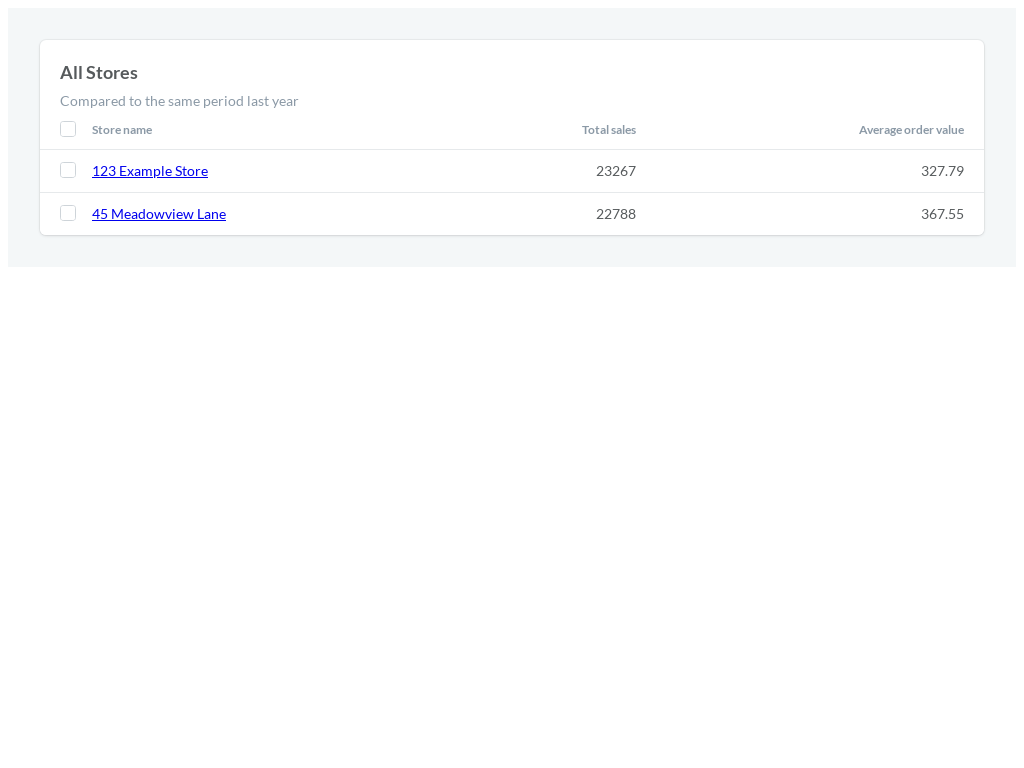 All Stores
Compared to the same period last year
Store name Total sales Average order value
123 Example Store 23267 327.79
45 Meadowview Lane 22788 367.55